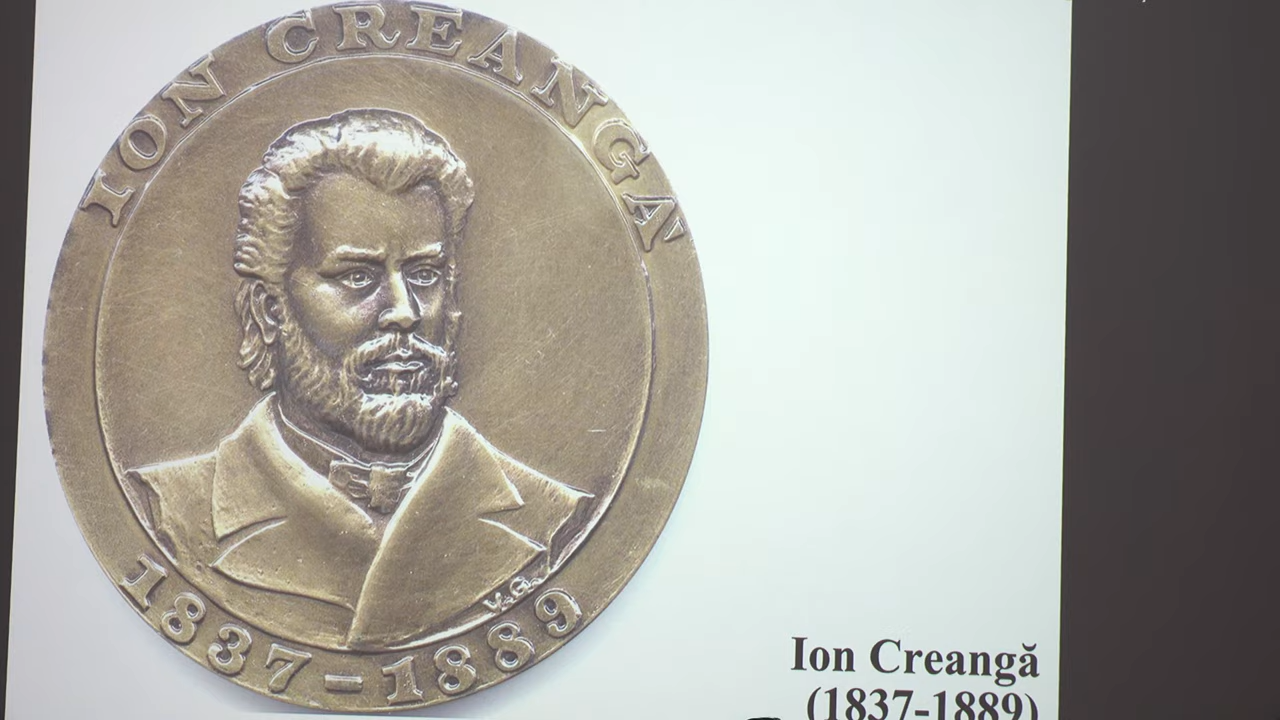 ION CREANGĂ
V.G.
1837-1889
Ion Creangă
(1837-1889)